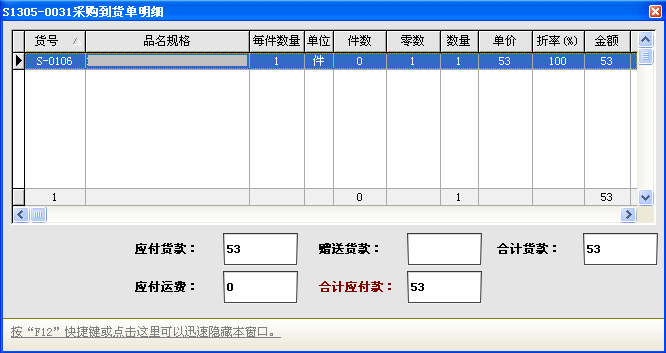 S1305-0031采购到货单明细
货号 品名规格 每件数量 单位 件数 零数 数量 单价 折率(%) 金额
S-0106 1 件 0 1 1 53 100 53
1 0 1 53
应付货款： 53 赠送货款： 合计货款： 53
应付运费： 0 合计应付款： 53
按“F12”快捷键或点击这里可以迅速隐藏本窗口。